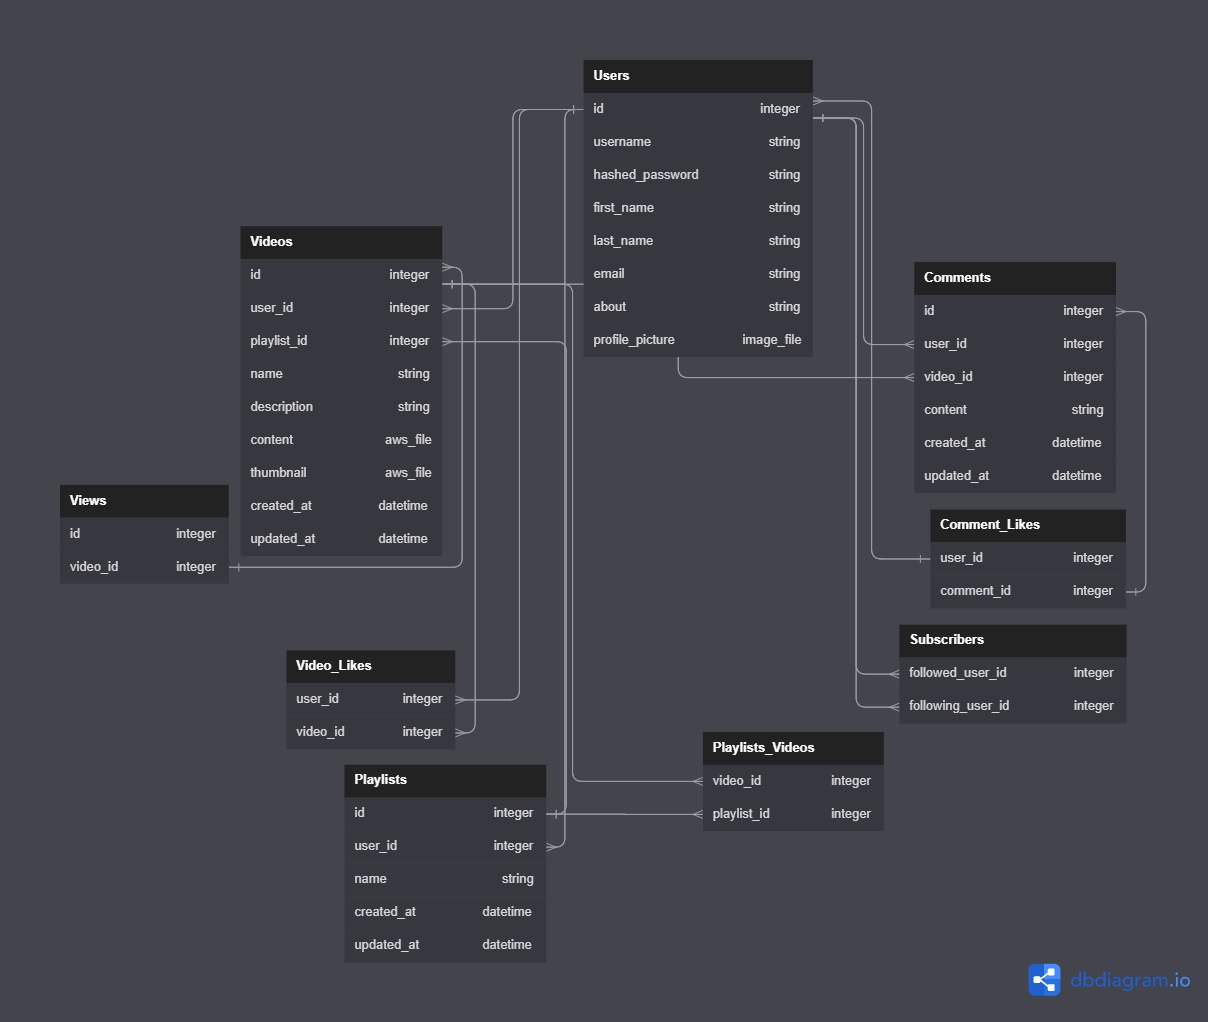 Users
id integer
username string
hashed_password string
first_name string
last_name string
email string
about string
profile_picture image_file
Videos
id integer
user_id integer
playlist_id integer
name string
description string
content aws_file
thumbnail aws_file
created_at datetime
updated_at datetime
Comments
id integer
user_id integer
video_id integer
content string
created_at datetime
updated_at datetime
Views
id integer
video_id integer
Comment_Likes
user_id integer
comment_id integer
Subscribers
followed_user_id integer
following_user_id integer
Video_Likes
user_id integer
video_id integer
Playlists_Videos
video_id integer
playlist_id integer
Playlists
id integer
user_id integer
name string
created_at datetime
updated_at datetime
dbdiagram.io